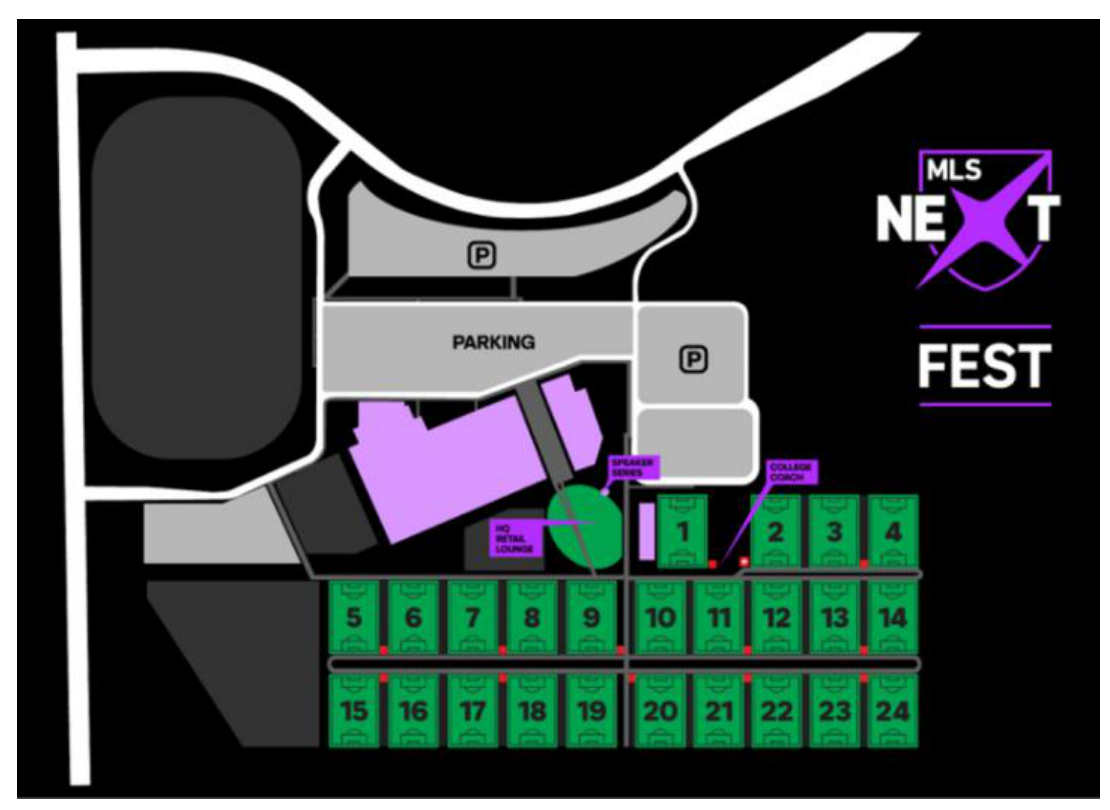 MLS
NEXT
FEST
P
PARKING
P
SPEAKER
SERIES
COLLEGE
COACH
HQ
RETAIL
LOUNGE
1
2
3
4
5
6
7
8
9
10
11
12
13
14
15
16
17
18
19
20
21
22
23
24